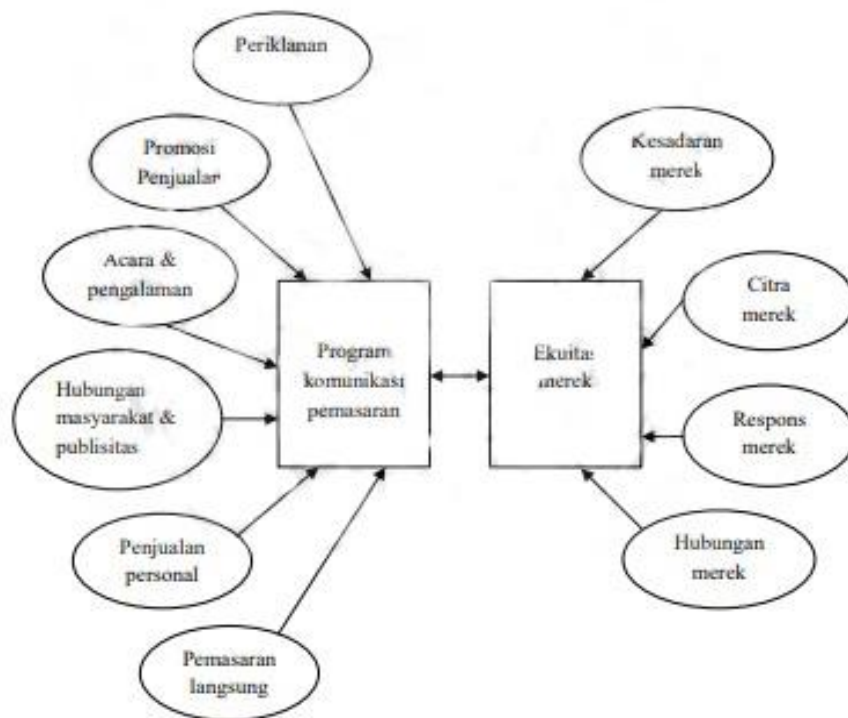 Periklanan
Promosi
Penjualan
Acara &
pengalaman
Hubungan
masyarakat &
publisitas
Penjualan
personal
Pemasaran
langsung
Program
komunikasi
pemasaran
Ekuitas
merek
Kesadaran
merek
Citra
merek
Respons
merek
Hubungan
merek